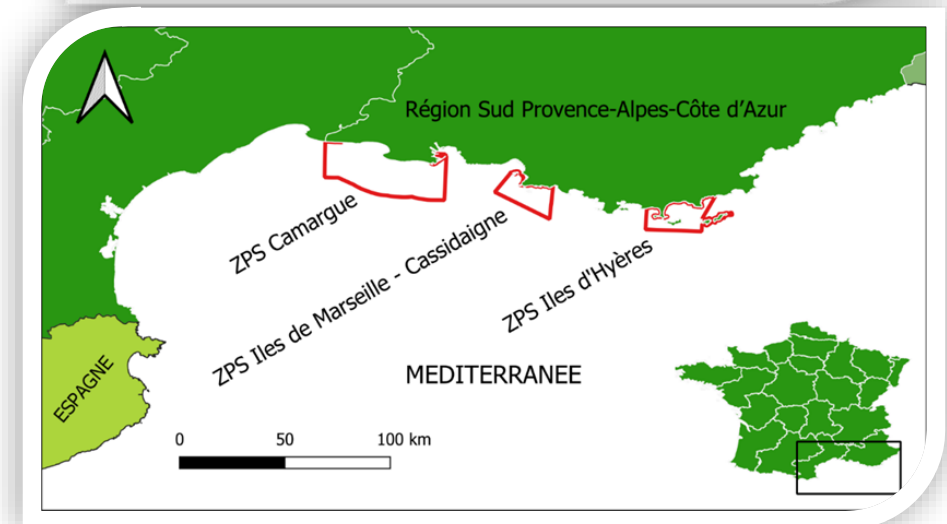 Région Sud Provence-Alpes-Côte d'Azur
ZPS Camargue
ZPS Iles de Marseille - Cassidaigne
ZPS Iles d'Hyères
MEDITERRANEE
ESPAGNE
0 50 100 km